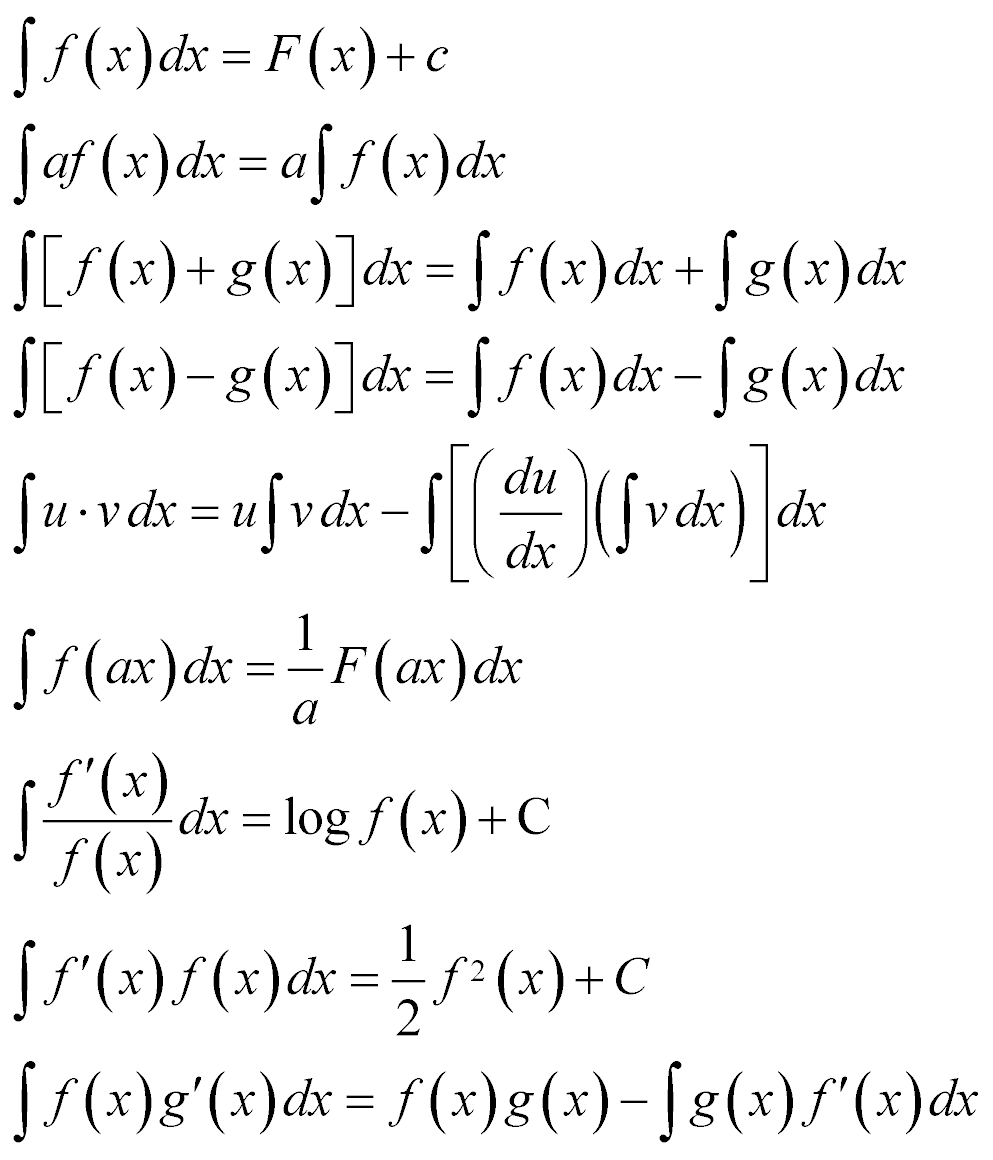 ∫ f(x)dx = F(x) + c
∫ af(x)dx = a∫ f(x)dx
∫[f(x) + g(x)]dx = ∫ f(x)dx + ∫ g(x)dx
∫[f(x) − g(x)]dx = ∫ f(x)dx − ∫ g(x)dx
∫ u · v dx = u∫ v dx − ∫[(du/dx)(∫ v dx)]dx
∫ f(ax)dx = 1/a F(ax)dx
∫ f′(x)/f(x) dx = log f(x) + C
∫ f′(x) f(x)dx = 1/2 f²(x) + C
∫ f(x)g′(x)dx = f(x)g(x) − ∫ g(x) f′(x)dx